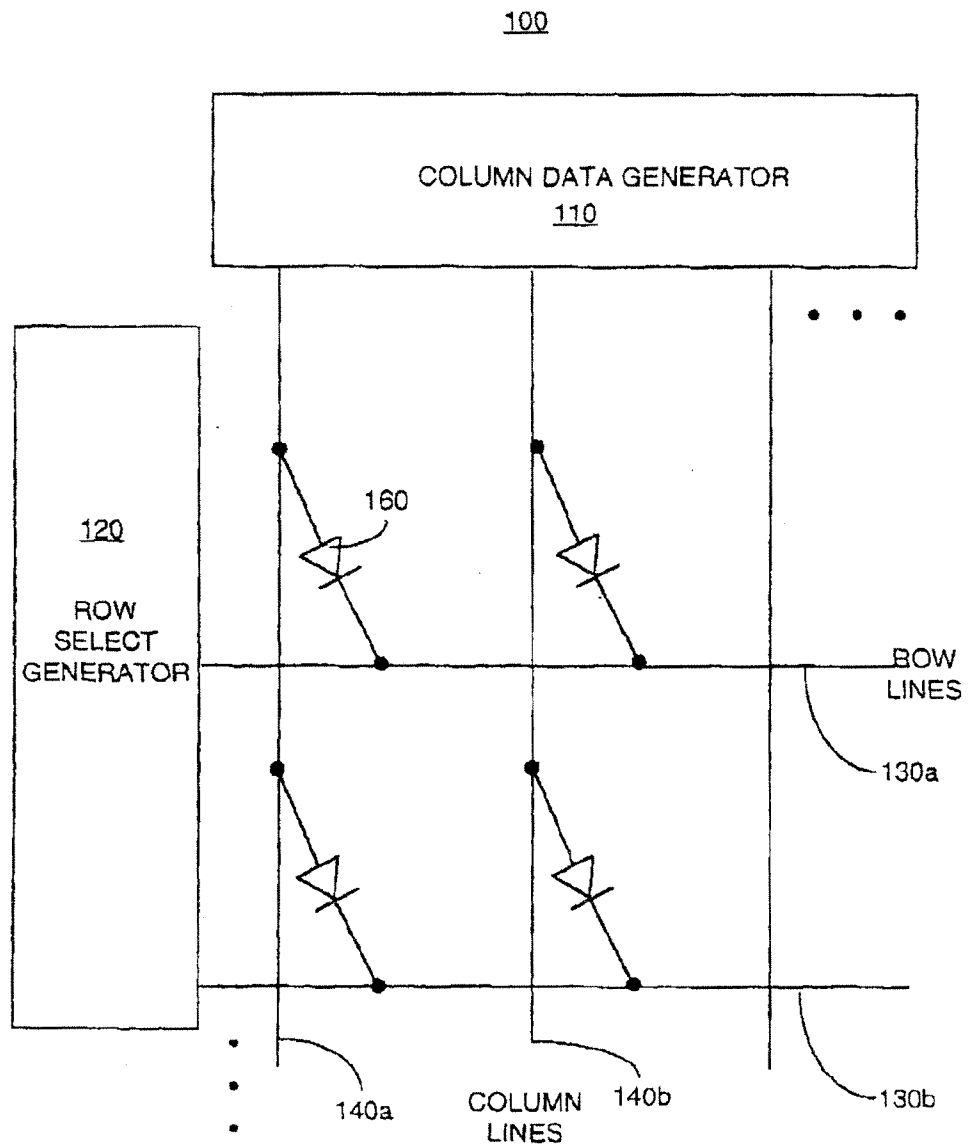 100
COLUMN DATA GENERATOR
110
160
120
ROW
SELECT
GENERATOR
BOW
LINES
130a
140a
COLUMN
LINES
140b
130b